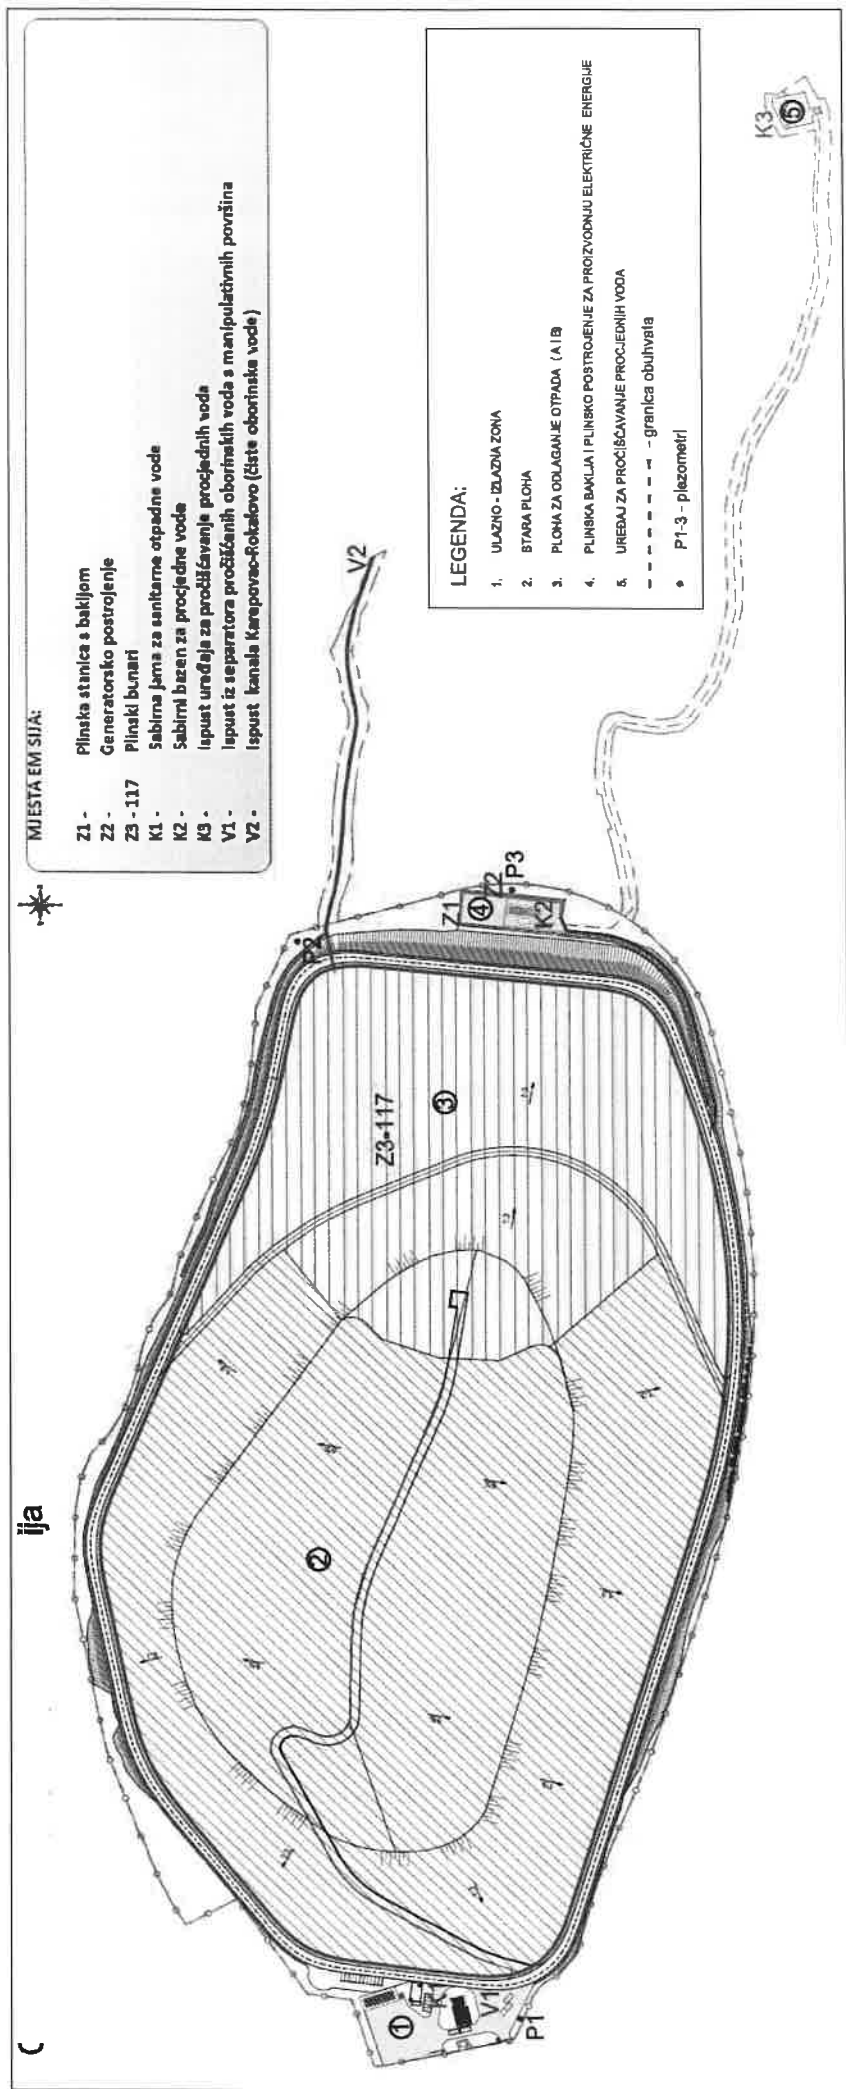 MJESTA EMISIJA:
Z1 - Plinska stanica s bakljom
Z2 - Generatorsko postrojenje
Z3 - 117 Plinski bunari
K1 - Sabirna jama za sanitarne otpadne vode
K2 - Sabirni bazen za procjedne vode
K3 - Ispust uređaja za pročišćavanje procjednih voda
V1 - Ispust iz separatora pročišćenih oborinskih voda s manipulativnih površina
V2 - Ispust kanala Karepovac-Rokalovo (čiste oborinske vode)
LEGENDA:
1. ULAZNO - IZLAZNA ZONA
2. STARA PLOHA
3. PLOHA ZA ODLAGANJE OTPADA (A I B)
4. PLINSKA BAKLJA I PLINSKO POSTROJENJE ZA PROIZVODNJU ELEKTRIČNE ENERGIJE
5. UREĐAJ ZA PROČIŠĆAVANJE PROCJEDNIH VODA
- granica obuhvata
P1-3 - piezometri
ija
1
V1
P1
2
3
Z3-117
P2
Z1
4
Z2
P3
K2
V2
K3
5